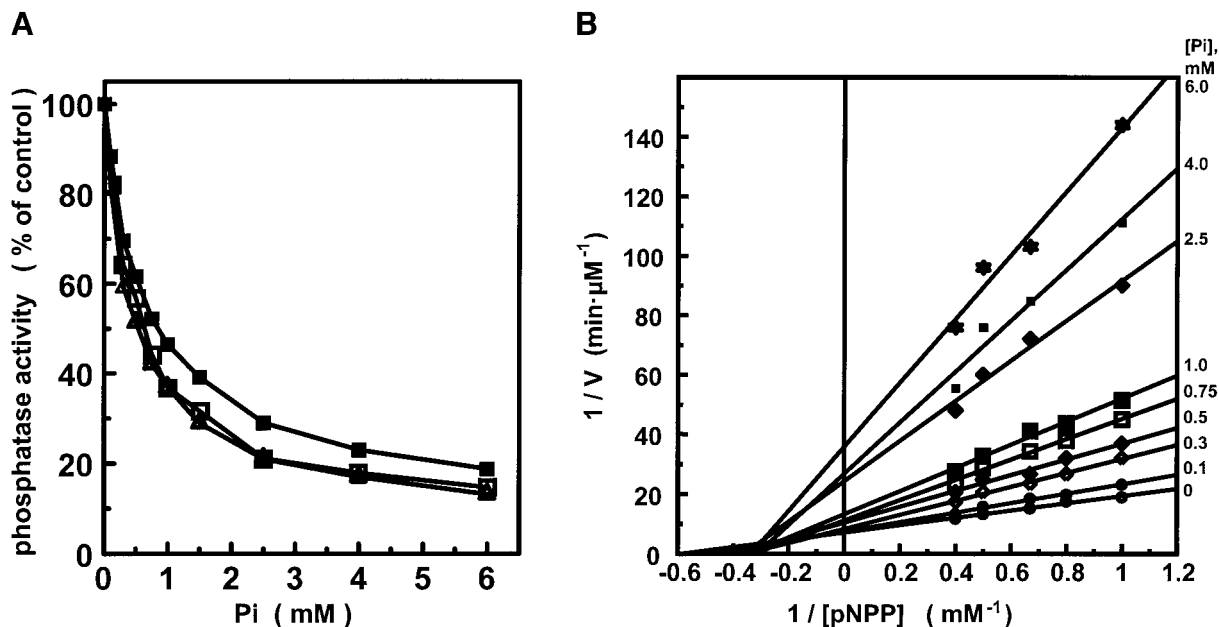 A
phosphatase activity ( % of control)
100
80
60
40
20
0
0 1 2 3 4 5 6
Pi ( mM )
B
1 / V (min·µM⁻¹)
140
120
100
80
60
40
20
0
-0.6 -0.4 -0.2 0 0.2 0.4 0.6 0.8 1.0 1.2
1 / [pNPP] ( mM⁻¹)
[Pi],
mM
6.0
4.0
2.5
1.0
0.75
0.5
0.3
0.1
0